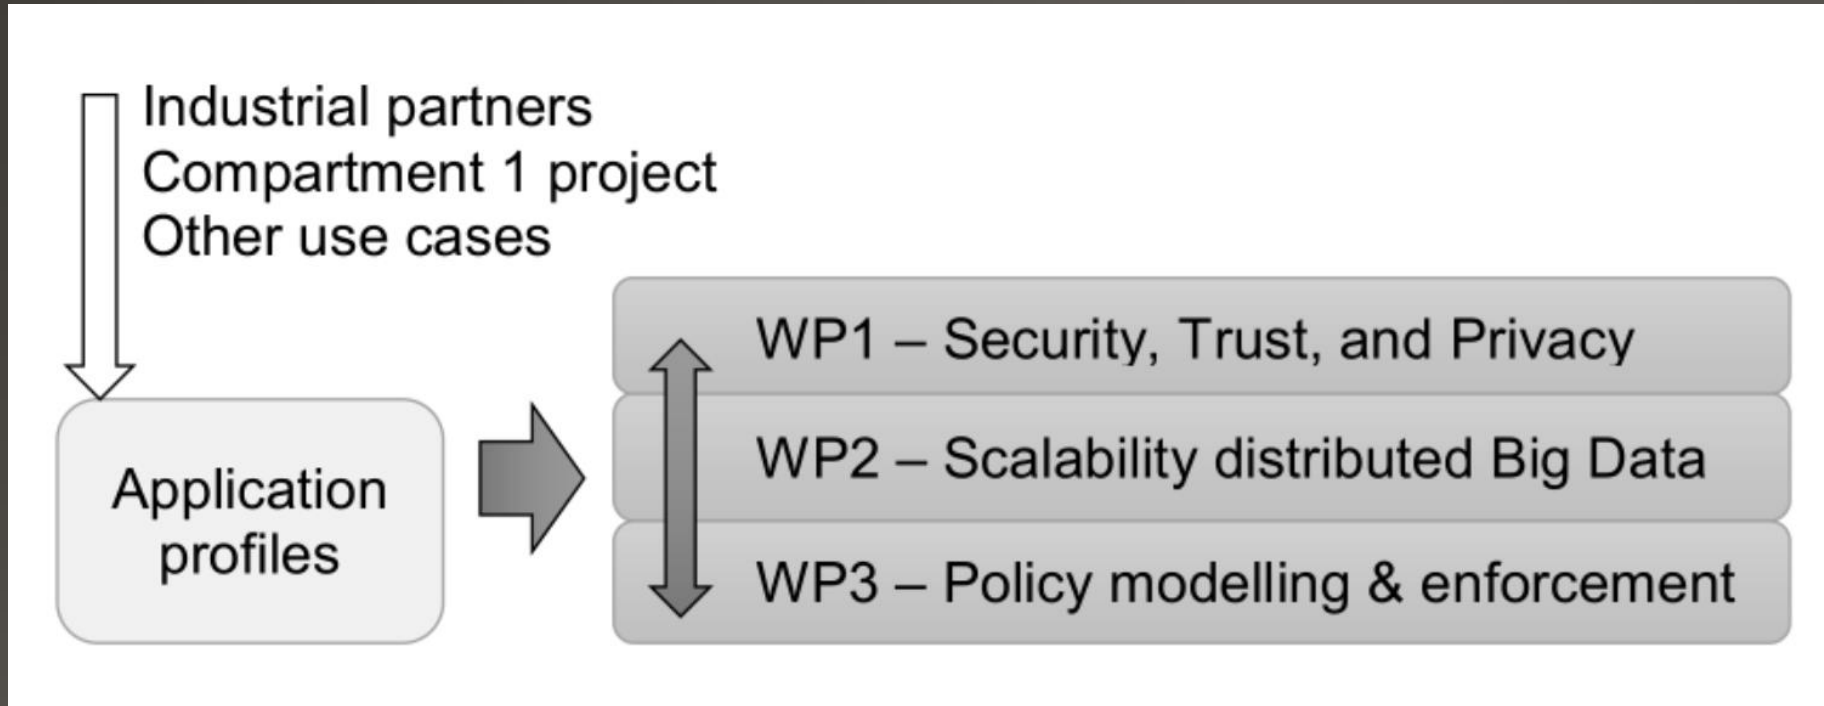 Industrial partners
Compartment 1 project
Other use cases
Application
profiles
WP1 – Security, Trust, and Privacy
WP2 – Scalability distributed Big Data
WP3 – Policy modelling & enforcement